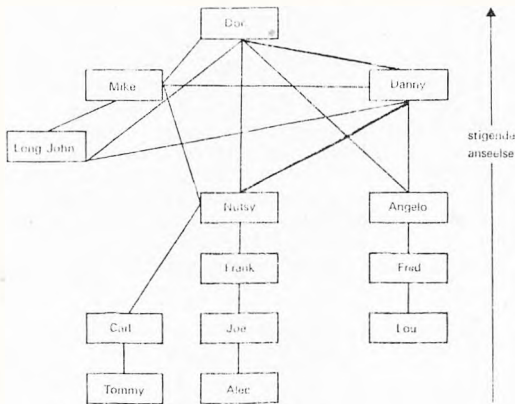 Doc
Mike
Danny
Long John
stigende
anseelse
Nutsy
Angelo
Frank
Fred
Carl
Joe
Lou
Tommy
Alec